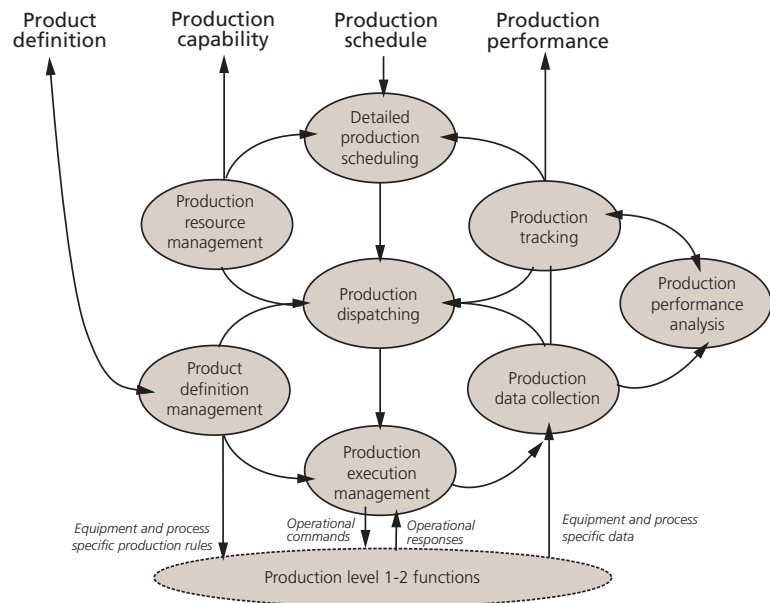 Product
definition
Production
capability
Production
schedule
Production
performance
Detailed
production
scheduling
Production
resource
management
Production
tracking
Production
dispatching
Production
performance
analysis
Product
definition
management
Production
data collection
Production
execution
management
Equipment and process
specific production rules
Operational
commands
Operational
responses
Equipment and process
specific data
Production level 1-2 functions